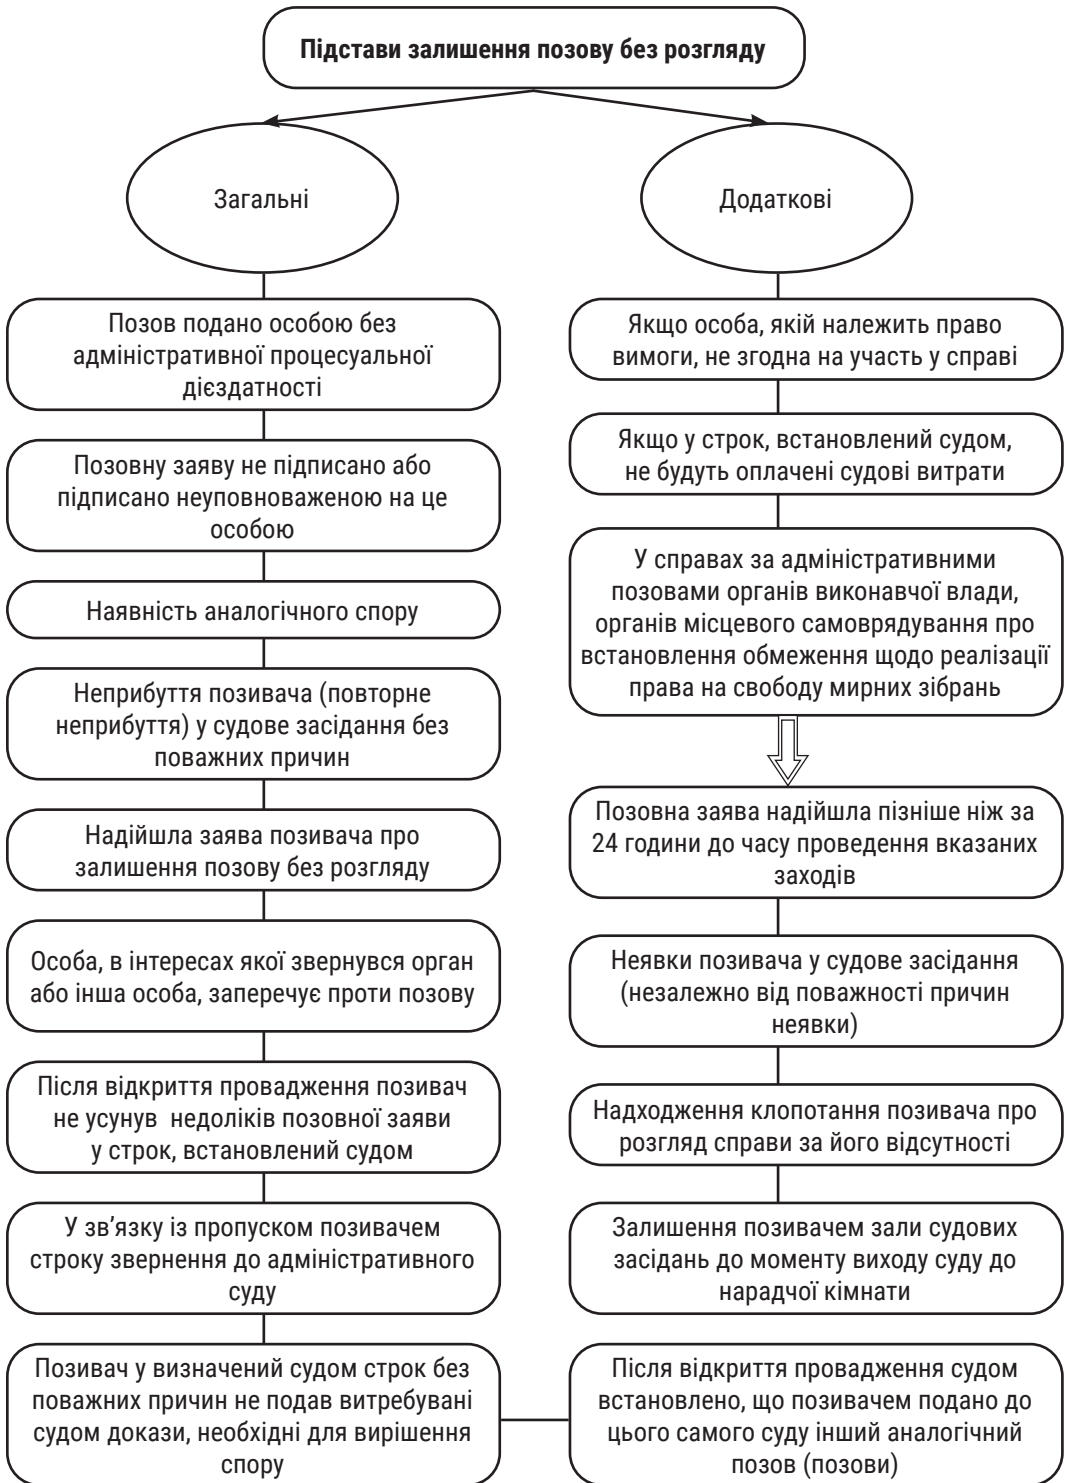 Підстави залишення позову без розгляду
Загальні
Позов подано особою без
адміністративної процесуальної
дієздатності
Позовну заяву не підписано або
підписано неуповноваженою на це
особою
Наявність аналогічного спору
Неприбуття позивача (повторне
неприбуття) у судове засідання без
поважних причин
Надійшла заява позивача про
залишення позову без розгляду
Особа, в інтересах якої звернувся орган
або інша особа, заперечує проти позову
Після відкриття провадження позивач
не усунув недоліків позовної заяви
у строк, встановлений судом
У зв’язку із пропуском позивачем
строку звернення до адміністративного
суду
Позивач у визначений судом строк без
поважних причин не подав витребувані
судом докази, необхідні для вирішення
спору
Додаткові
Якщо особа, якій належить право
вимоги, не згодна на участь у справі
Якщо у строк, встановлений судом,
не будуть оплачені судові витрати
У справах за адміністративними
позовами органів виконавчої влади,
органів місцевого самоврядування про
встановлення обмеження щодо реалізації
права на свободу мирних зібрань
Позовна заява надійшла пізніше ніж за
24 години до часу проведення вказаних
заходів
Неявки позивача у судове засідання
(незалежно від поважності причин
неявки)
Надходження клопотання позивача про
розгляд справи за його відсутності
Залишення позивачем зали судових
засідань до моменту виходу суду до
нарадчої кімнати
Після відкриття провадження судом
встановлено, що позивачем подано до
цього самого суду інший аналогічний
позов (позови)